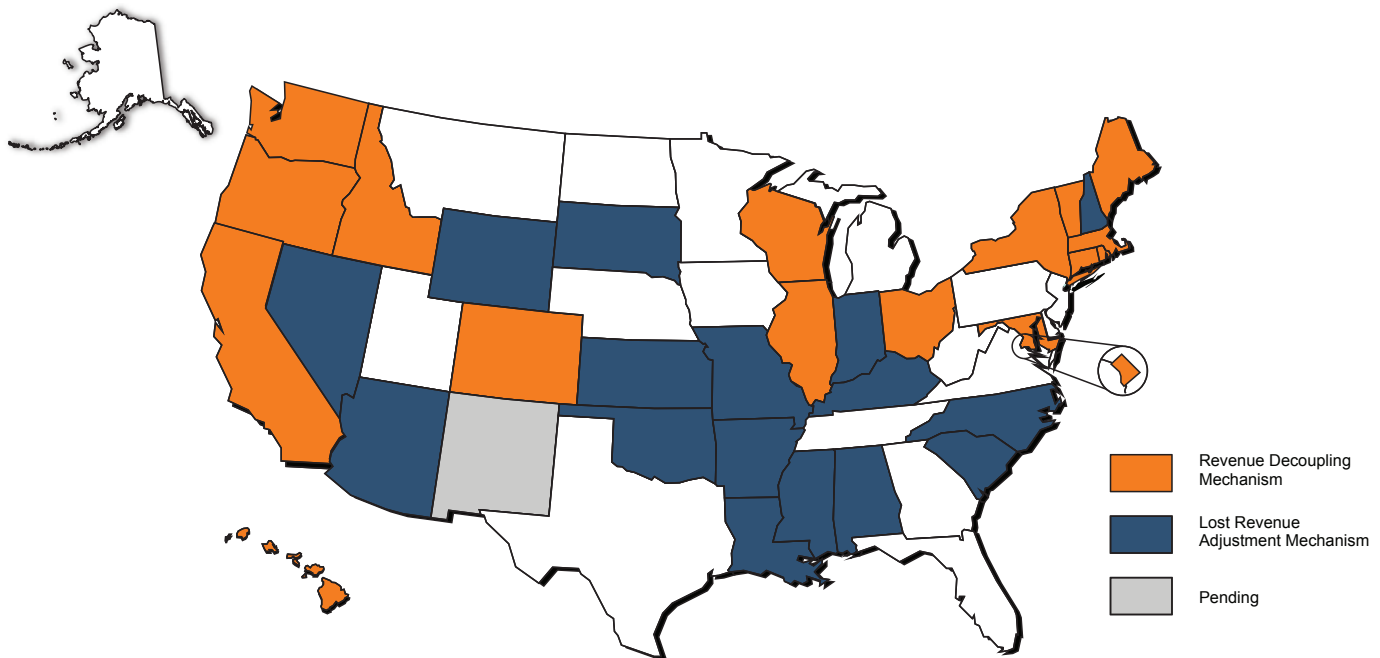 Revenue Decoupling
Mechanism
Lost Revenue
Adjustment Mechanism
Pending